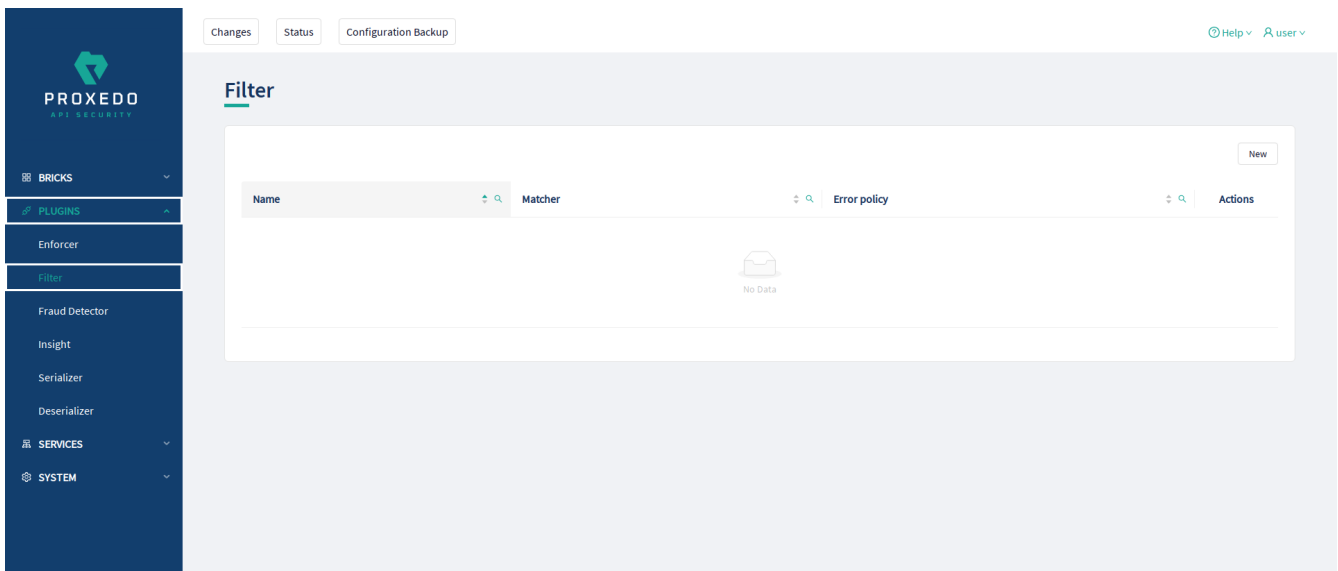 Changes Status Configuration Backup Help user
PROXEDO
API SECURITY
Filter
New
BRICKS
PLUGINS
Enforcer
Filter
Fraud Detector
Insight
Serializer
Deserializer
SERVICES
SYSTEM
Name Matcher Error policy Actions
No Data